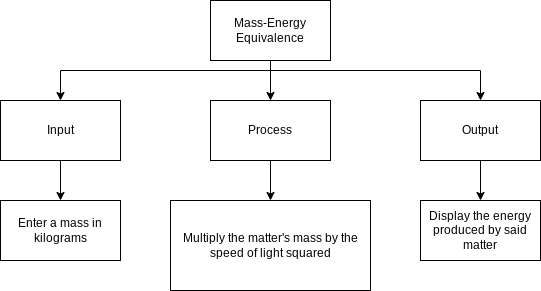 Mass-Energy
Equivalence
Input
Process
Output
Enter a mass in
kilograms
Multiply the matter's mass by the
speed of light squared
Display the energy
produced by said
matter